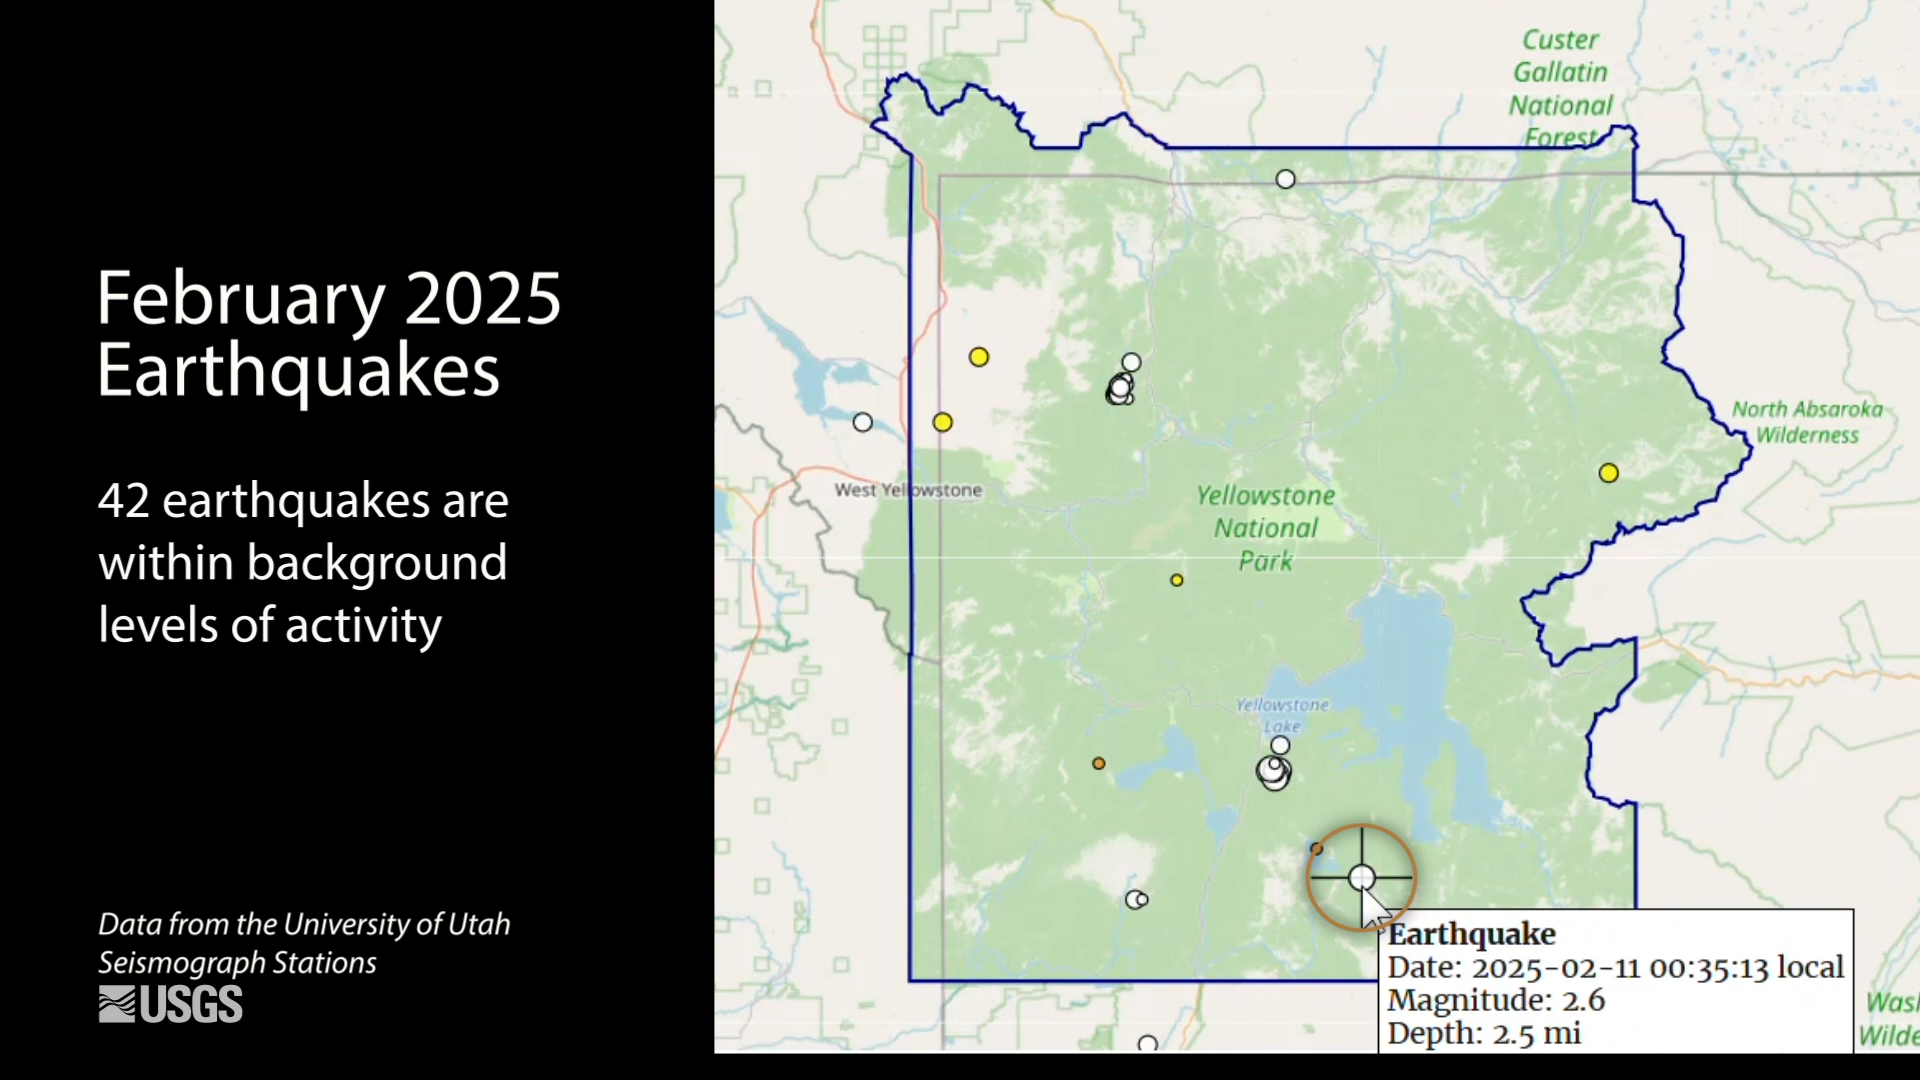 February 2025
Earthquakes
42 earthquakes are
within background
levels of activity
Data from the University of Utah
Seismograph Stations
USGS
Custer
Gallatin
National
Forest
North Absaroka
Wilderness
West Yellowstone
Yellowstone
National
Park
Yellowstone
Lake
Earthquake
Date: 2025-02-11 00:35:13 local
Magnitude: 2.6
Depth: 2.5 mi
Wasl
Wilde